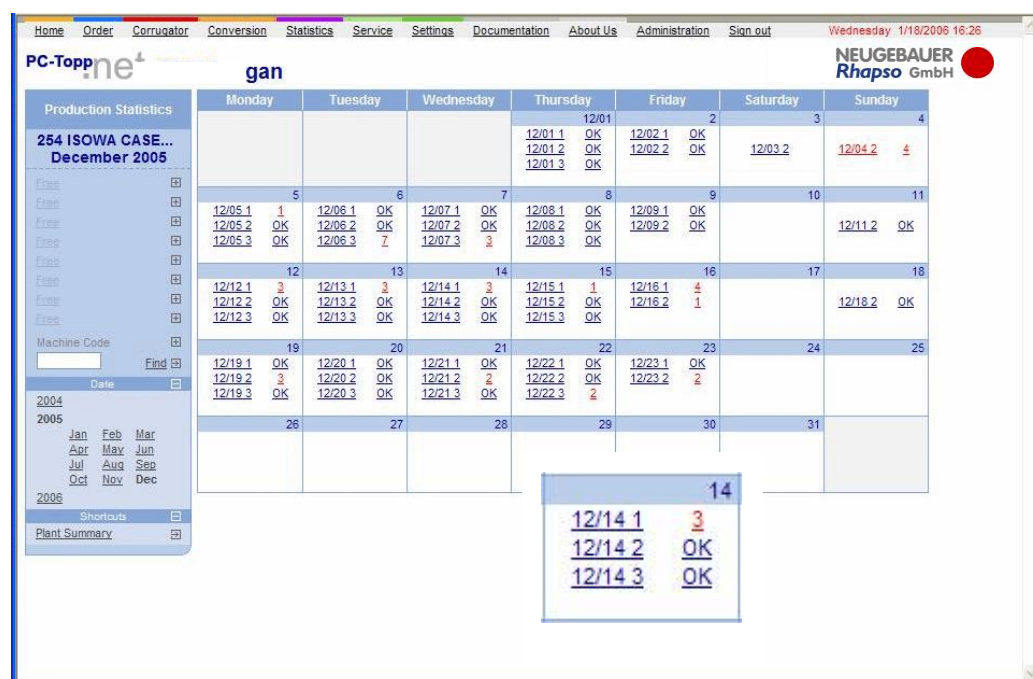 Home Order Corrugator Conversion Statistics Service Settings Documentation About Us Administration Sign out Wednesday 1/18/2006 16:26
PC-Topp.net
gan
NEUGEBAUER
Rhapso GmbH
Production Statistics
254 ISOWA CASE...
December 2005
Free
Free
Free
Free
Free
Free
Free
Free
Machine Code
Find
Date
2004
2005
Jan Feb Mar
Apr May Jun
Jul Aug Sep
Oct Nov Dec
2006
Shortcuts
Plant Summary
Monday Tuesday Wednesday Thursday Friday Saturday Sunday
12/01 2 3 4
12/01 1 OK 12/02 1 OK
12/01 2 OK 12/02 2 OK 12/03 2 12/04 2 4
12/01 3 OK
5 6 7 8 9 10 11
12/05 1 1 12/06 1 OK 12/07 1 OK 12/08 1 OK 12/09 1 OK
12/05 2 OK 12/06 2 OK 12/07 2 OK 12/08 2 OK 12/09 2 OK 12/11 2 OK
12/05 3 OK 12/06 3 7 12/07 3 3 12/08 3 OK
12 13 14 15 16 17 18
12/12 1 3 12/13 1 3 12/14 1 3 12/15 1 1 12/16 1 4
12/12 2 OK 12/13 2 OK 12/14 2 OK 12/15 2 OK 12/16 2 1 12/18 2 OK
12/12 3 OK 12/13 3 OK 12/14 3 OK 12/15 3 OK
19 20 21 22 23 24 25
12/19 1 OK 12/20 1 OK 12/21 1 OK 12/22 1 OK 12/23 1 OK
12/19 2 3 12/20 2 OK 12/21 2 2 12/22 2 OK 12/23 2 2
12/19 3 OK 12/20 3 OK 12/21 3 OK 12/22 3 2
26 27 28 29 30 31
14
12/14 1 3
12/14 2 OK
12/14 3 OK